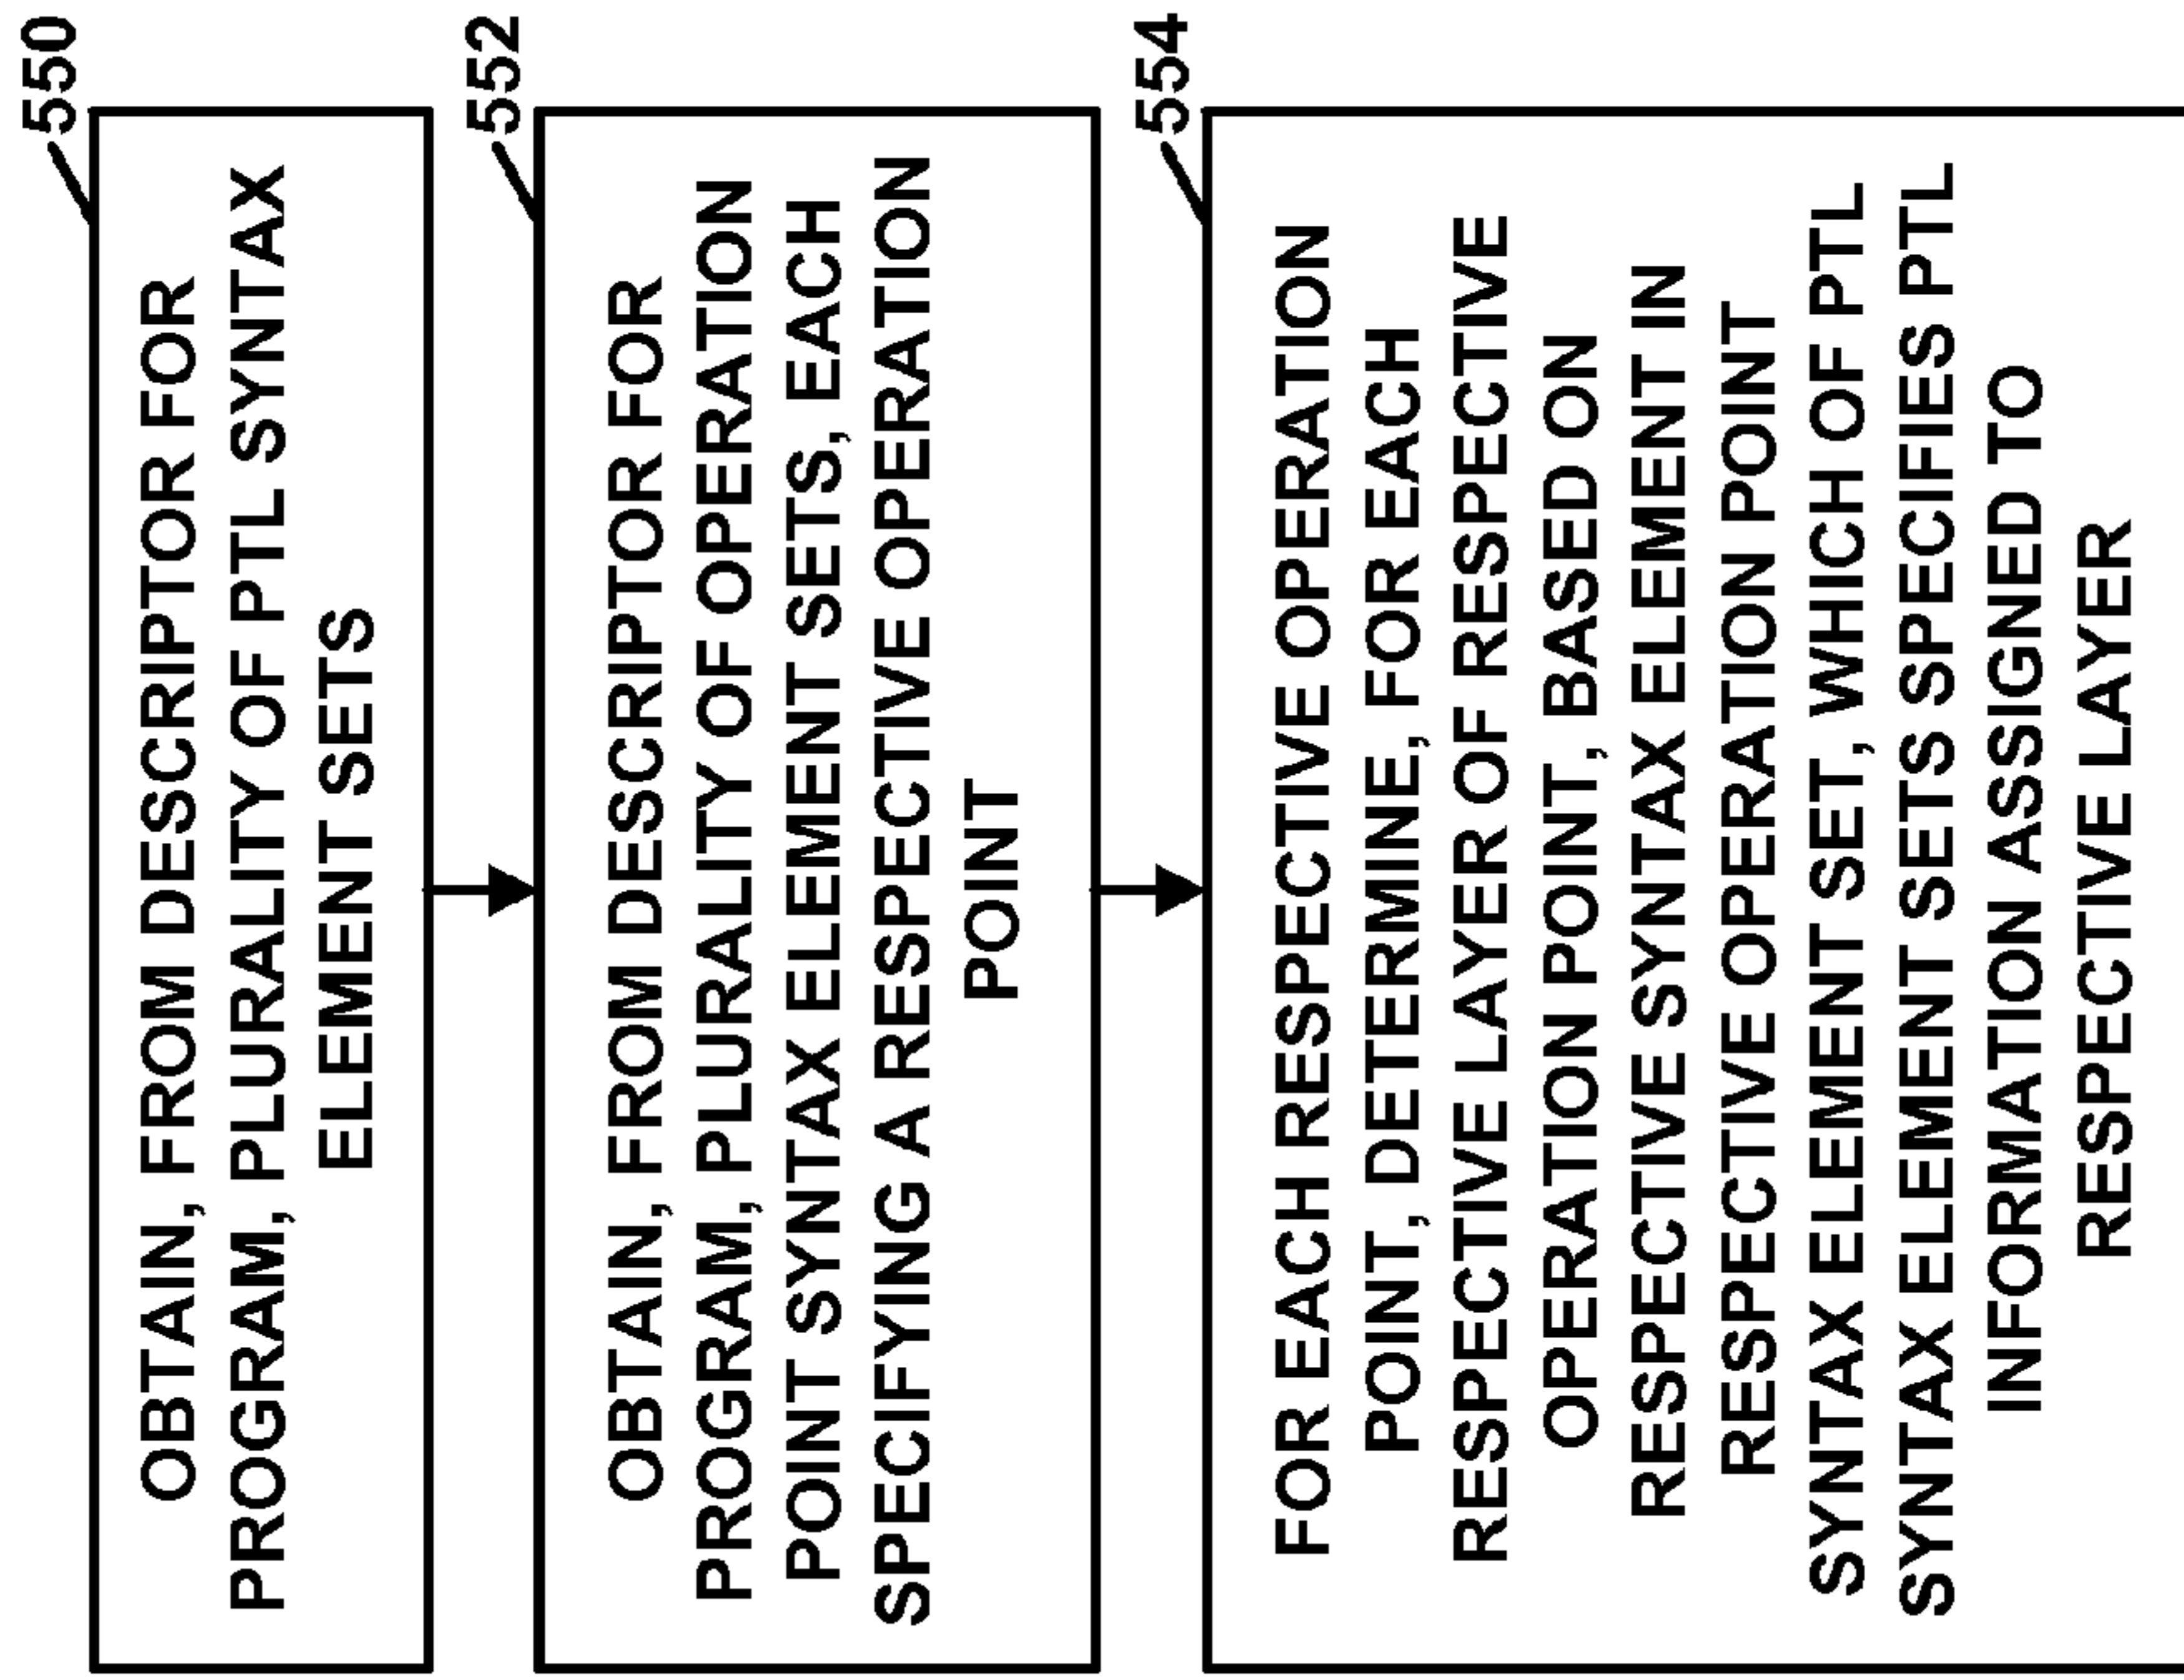 550
OBTAIN, FROM DESCRIPTOR FOR
PROGRAM, PLURALITY OF PTL SYNTAX
ELEMENT SETS
552
OBTAIN, FROM DESCRIPTOR FOR
PROGRAM, PLURALITY OF OPERATION
POINT SYNTAX ELEMENT SETS, EACH
SPECIFYING A RESPECTIVE OPERATION
POINT
554
FOR EACH RESPECTIVE OPERATION
POINT, DETERMINE, FOR EACH
RESPECTIVE LAYER OF RESPECTIVE
OPERATION POINT, BASED ON
RESPECTIVE SYNTAX ELEMENT IN
RESPECTIVE OPERATION POINT
SYNTAX ELEMENT SET, WHICH OF PTL
SYNTAX ELEMENT SETS SPECIFIES PTL
INFORMATION ASSIGNED TO
RESPECTIVE LAYER